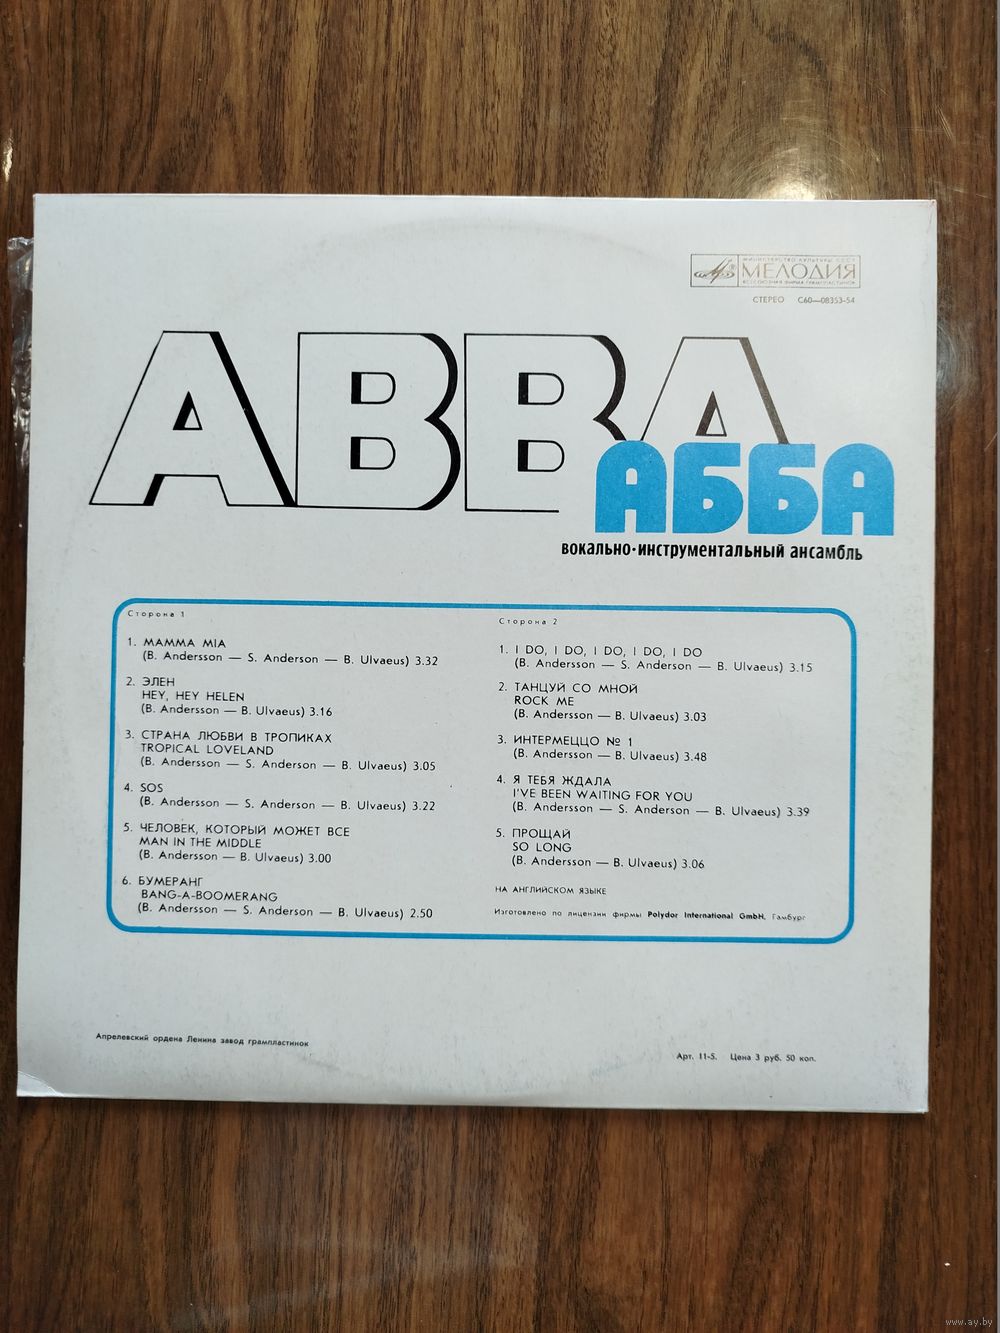 МИНИСТЕРСТВО КУЛЬТУРЫ СССР
МЕЛОДИЯ
ВСЕСОЮЗНАЯ ФИРМА ГРАМПЛАСТИНОК
СТЕРЕО С60—08353-54
ABBA
АББА
вокально-инструментальный ансамбль
Сторона 1
1. MAMMA MIA
(B. Andersson — S. Anderson — B. Ulvaeus) 3.32
2. ЭЛЕН
HEY, HEY HELEN
(B. Andersson — B. Ulvaeus) 3.16
3. СТРАНА ЛЮБВИ В ТРОПИКАХ
TROPICAL LOVELAND
(B. Andersson — S. Anderson — B. Ulvaeus) 3.05
4. SOS
(B. Andersson — S. Anderson — B. Ulvaeus) 3.22
5. ЧЕЛОВЕК, КОТОРЫЙ МОЖЕТ ВСЕ
MAN IN THE MIDDLE
(B. Andersson — B. Ulvaeus) 3.00
6. БУМЕРАНГ
BANG-A-BOOMERANG
(B. Andersson — S. Anderson — B. Ulvaeus) 2.50
Сторона 2
1. I DO, I DO, I DO, I DO, I DO
(B. Andersson — S. Anderson — B. Ulvaeus) 3.15
2. ТАНЦУЙ СО МНОЙ
ROCK ME
(B. Andersson — B. Ulvaeus) 3.03
3. ИНТЕРМЕЦЦО № 1
(B. Andersson — B. Ulvaeus) 3.48
4. Я ТЕБЯ ЖДАЛА
I'VE BEEN WAITING FOR YOU
(B. Andersson — S. Anderson — B. Ulvaeus) 3.39
5. ПРОЩАЙ
SO LONG
(B. Andersson — B. Ulvaeus) 3.06
НА АНГЛИЙСКОМ ЯЗЫКЕ
Изготовлено по лицензии фирмы Polydor International GmbH, Гамбург
Апрелевский ордена Ленина завод грампластинок
Арт. 11-5. Цена 3 руб. 50 коп.
www.ay.by